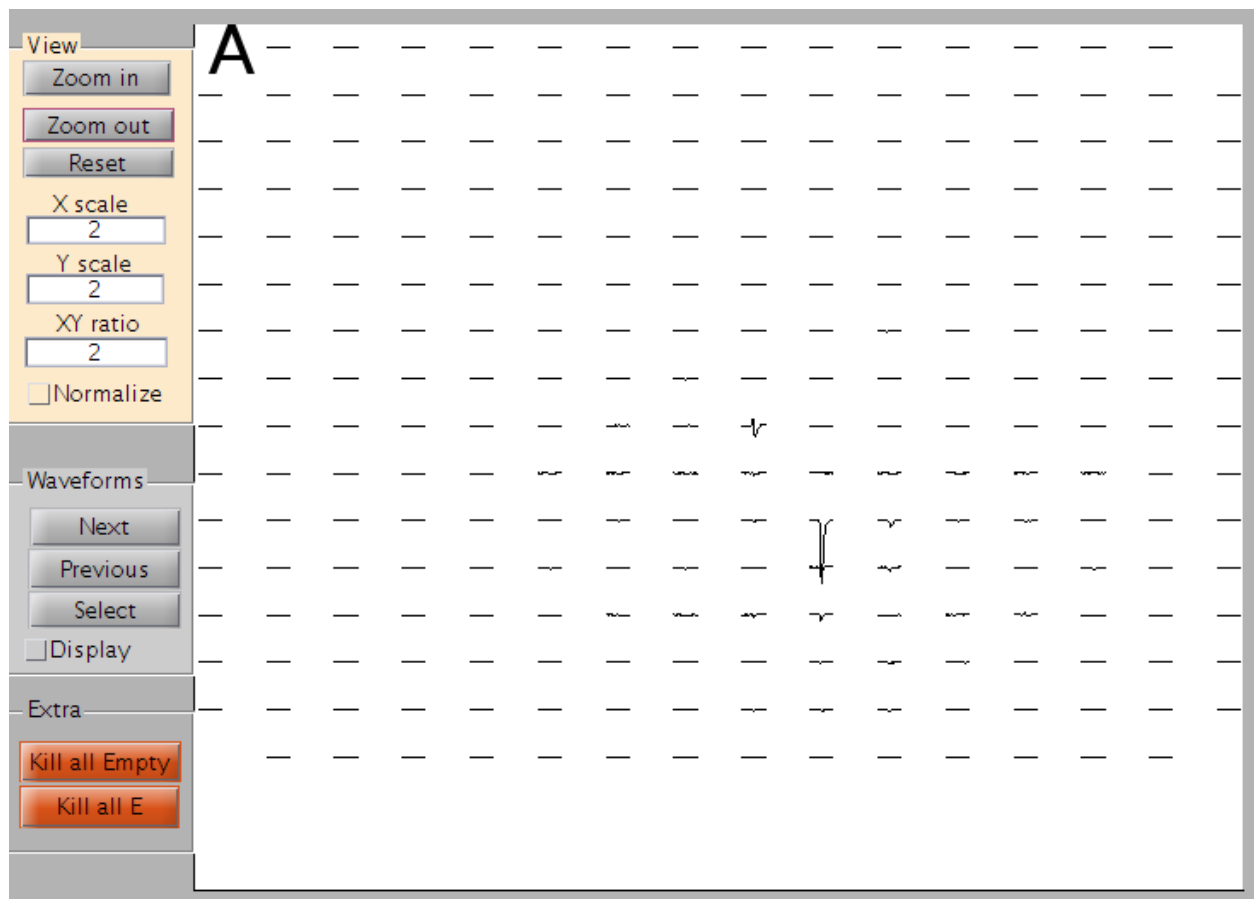 A
View
Zoom in
Zoom out
Reset
X scale
2
Y scale
2
XY ratio
2
Normalize
Waveforms
Next
Previous
Select
Display
Extra
Kill all Empty
Kill all E